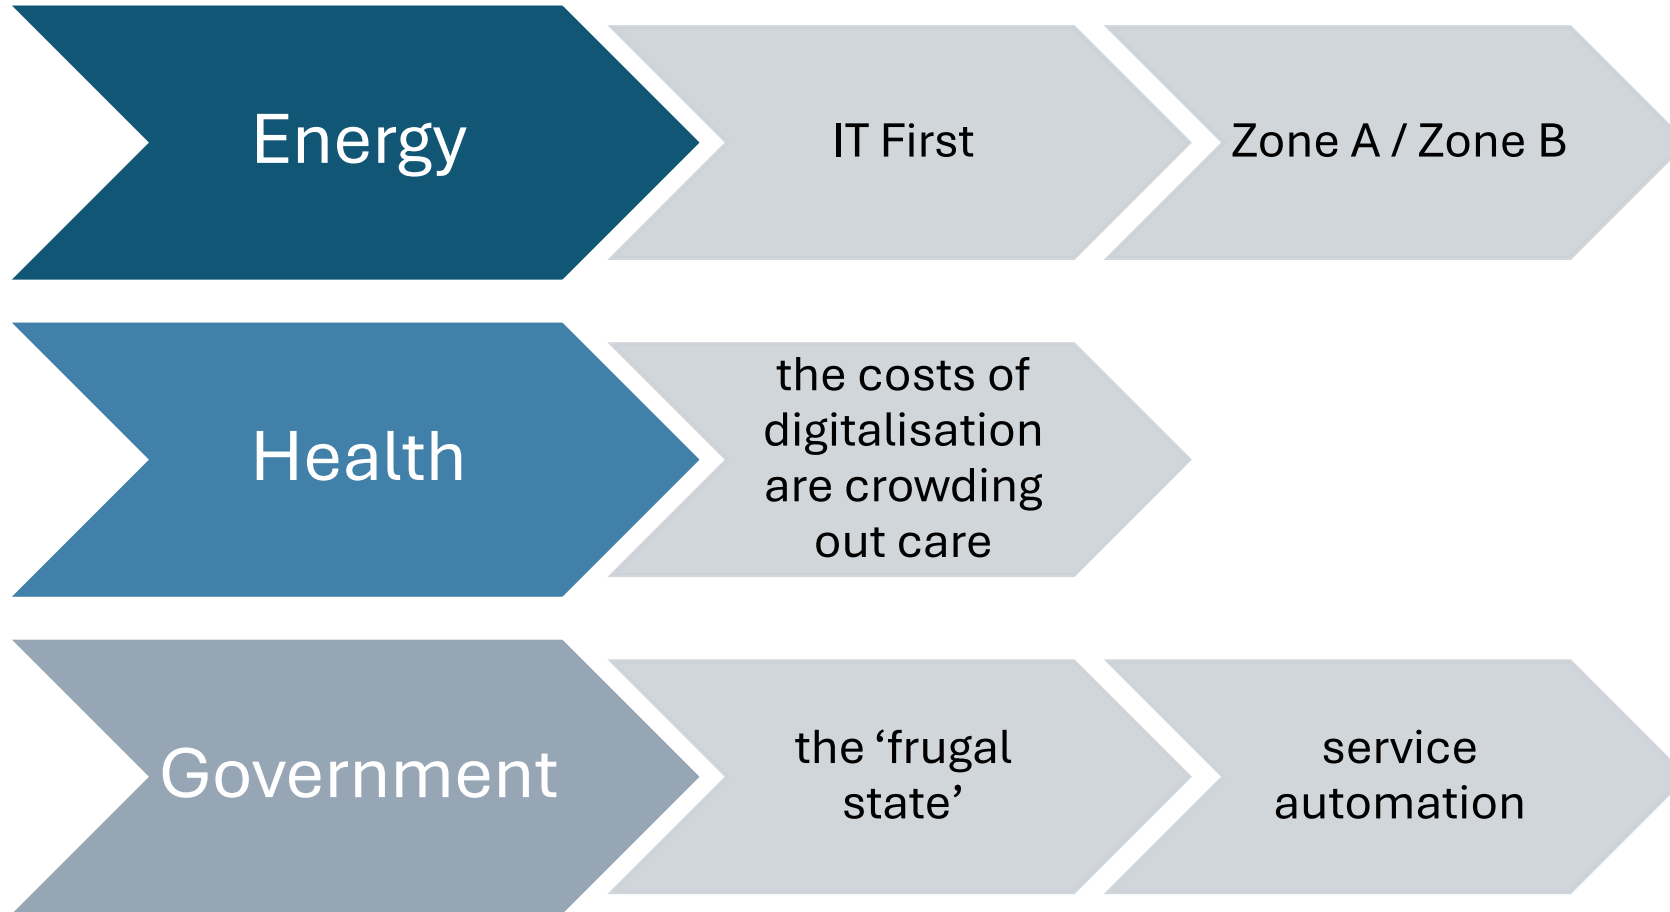 Energy
IT First
Zone A / Zone B
Health
the costs of
digitalisation
are crowding
out care
Government
the ‘frugal
state’
service
automation